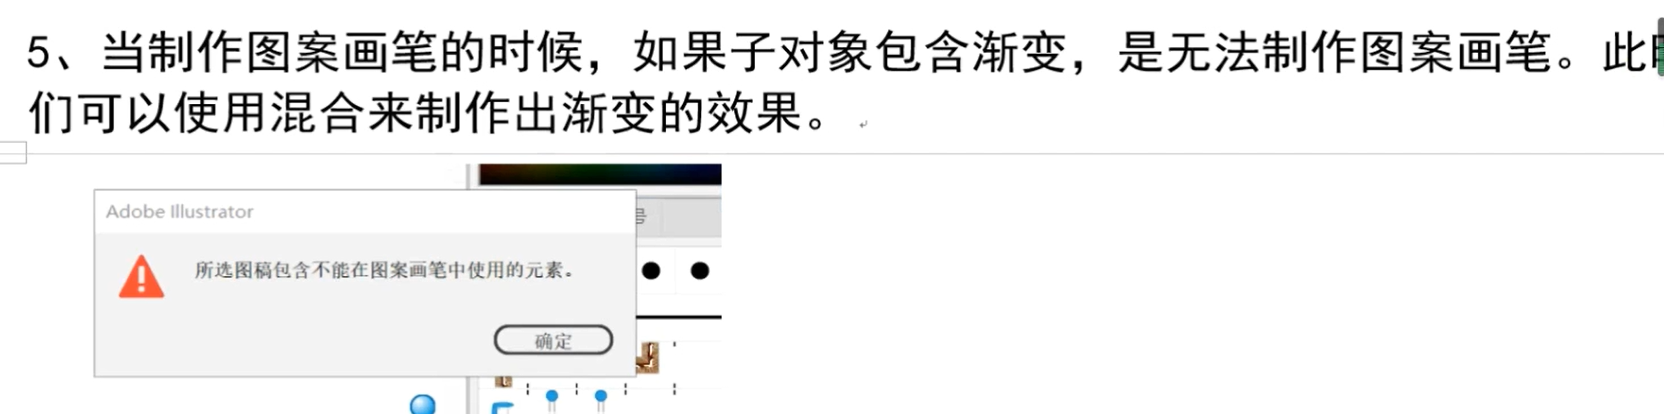 5、当制作图案画笔的时候，如果子对象包含渐变，是无法制作图案画笔。此
们可以使用混合来制作出渐变的效果。
Adobe Illustrator
所选图稿包含不能在图案画笔中使用的元素。
确定